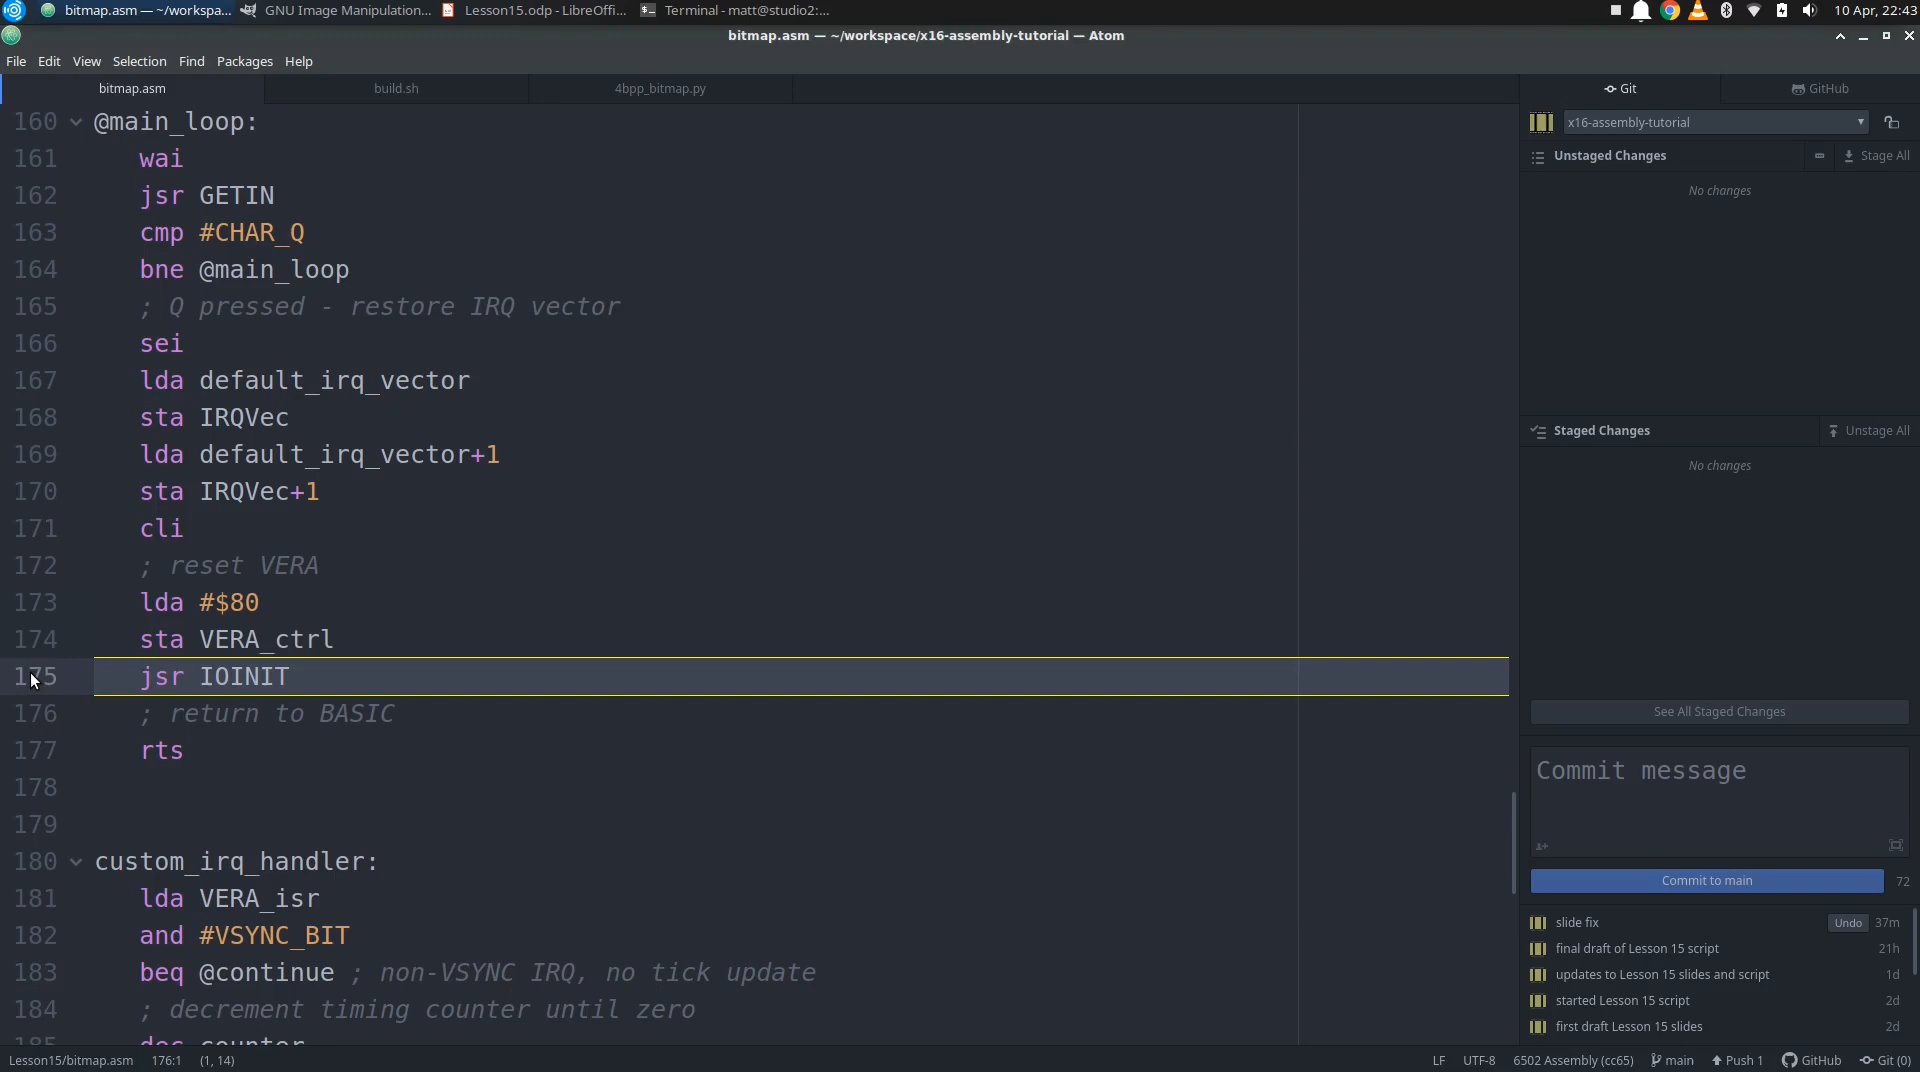 bitmap.asm — ~/workspa... GNU Image Manipulation... Lesson15.odp - LibreOffi... Terminal - matt@studio2:... 10 Apr, 22:43
bitmap.asm — ~/workspace/x16-assembly-tutorial — Atom
File Edit View Selection Find Packages Help
bitmap.asm build.sh 4bpp_bitmap.py Git GitHub
160 @main_loop:
161 wai
162 jsr GETIN
163 cmp #CHAR_Q
164 bne @main_loop
165 ; Q pressed - restore IRQ vector
166 sei
167 lda default_irq_vector
168 sta IRQVec
169 lda default_irq_vector+1
170 sta IRQVec+1
171 cli
172 ; reset VERA
173 lda #$80
174 sta VERA_ctrl
175 jsr IOINIT
176 ; return to BASIC
177 rts
178
179
180 custom_irq_handler:
181 lda VERA_isr
182 and #VSYNC_BIT
183 beq @continue ; non-VSYNC IRQ, no tick update
184 ; decrement timing counter until zero
185 dec counter
x16-assembly-tutorial
Unstaged Changes Stage All
No changes
Staged Changes Unstage All
No changes
See All Staged Changes
Commit message
Commit to main 72
slide fix Undo 37m
final draft of Lesson 15 script 21h
updates to Lesson 15 slides and script 1d
started Lesson 15 script 2d
first draft Lesson 15 slides 2d
Lesson15/bitmap.asm 176:1 (1, 14) LF UTF-8 6502 Assembly (cc65) main Push 1 GitHub Git (0)